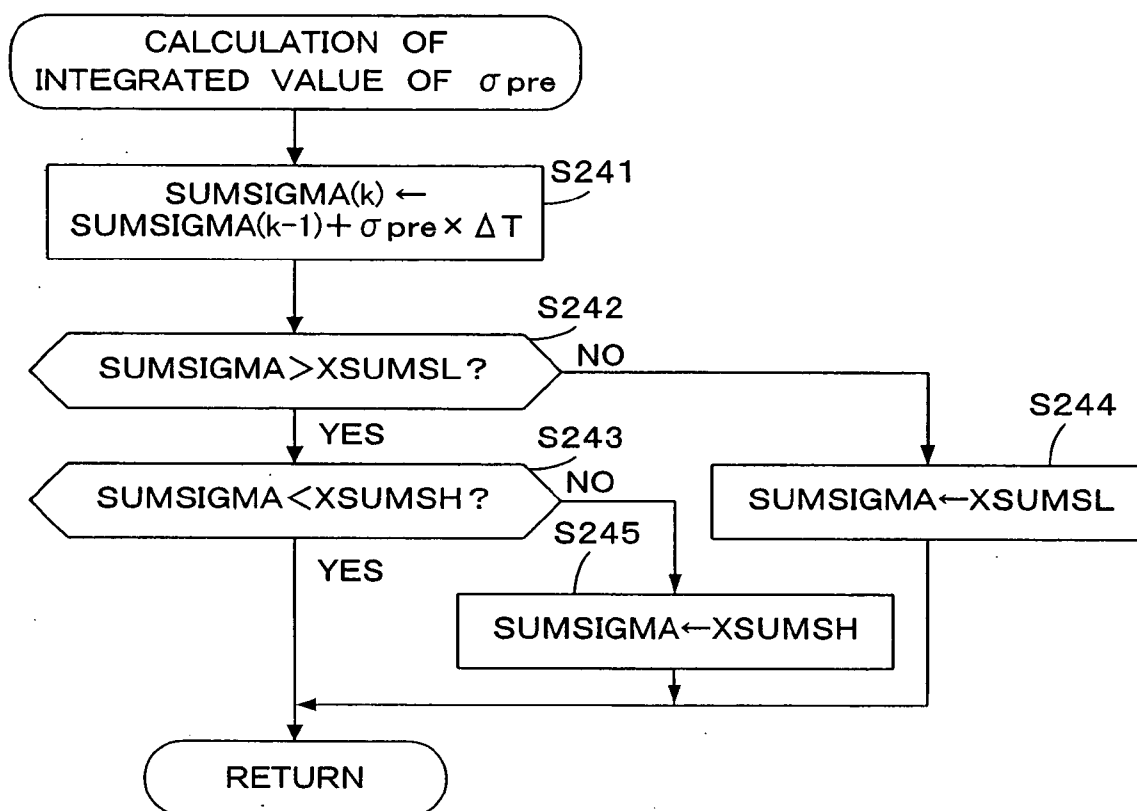 CALCULATION OF
INTEGRATED VALUE OF σpre
S241
SUMSIGMA(k) ←
SUMSIGMA(k-1)+σpre×ΔT
S242
SUMSIGMA>XSUMSL?
NO
YES
S243
S244
SUMSIGMA<XSUMSH?
NO
SUMSIGMA←XSUMSL
S245
YES
SUMSIGMA←XSUMSH
RETURN